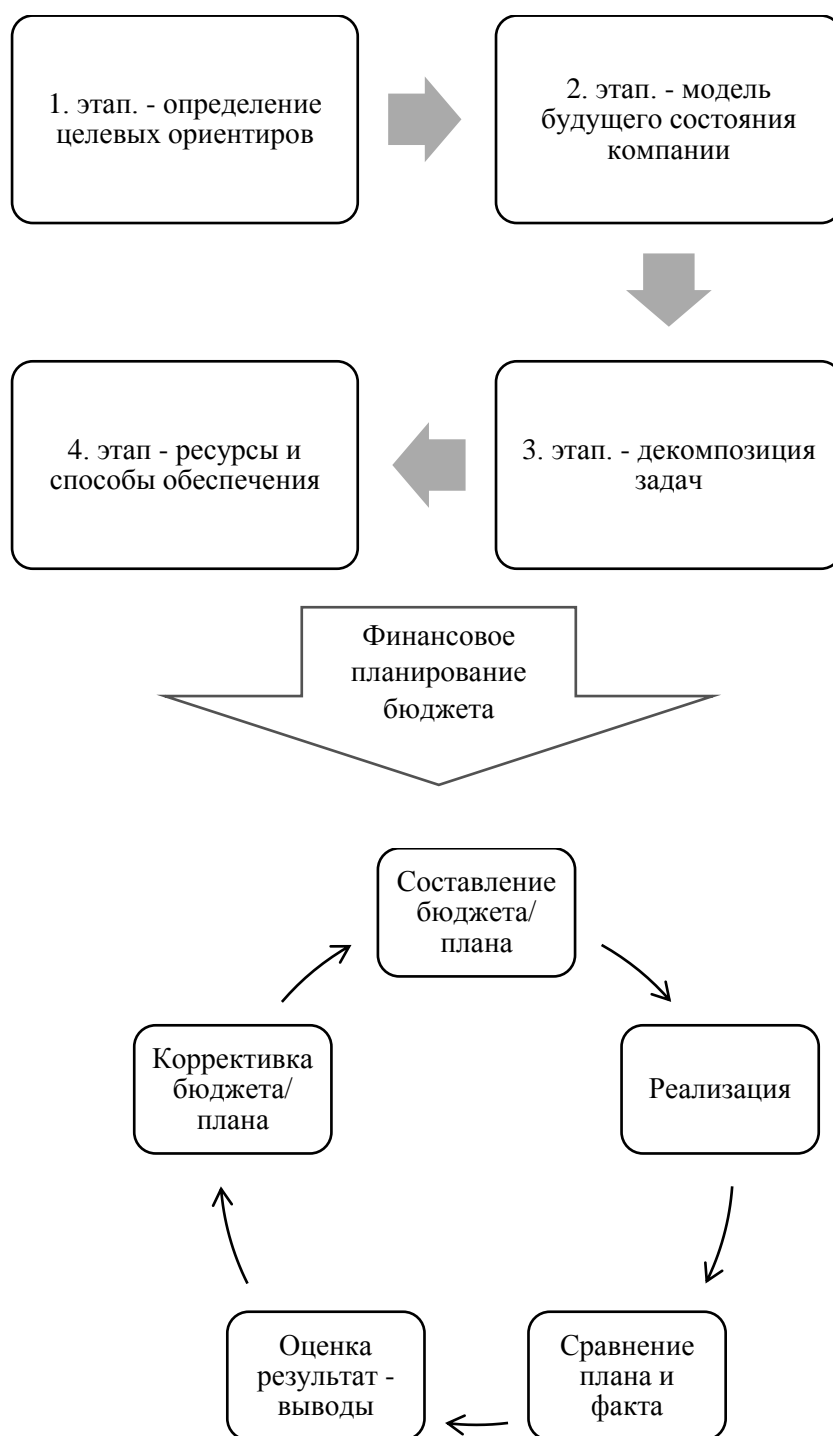 1. этап. - определение
целевых ориентиров
2. этап. - модель
будущего состояния
компании
3. этап. - декомпозиция
задач
4. этап - ресурсы и
способы обеспечения
Финансовое
планирование
бюджета
Составление
бюджета/
плана
Реализация
Сравнение
плана и
факта
Оценка
результат -
выводы
Коррективка
бюджета/
плана